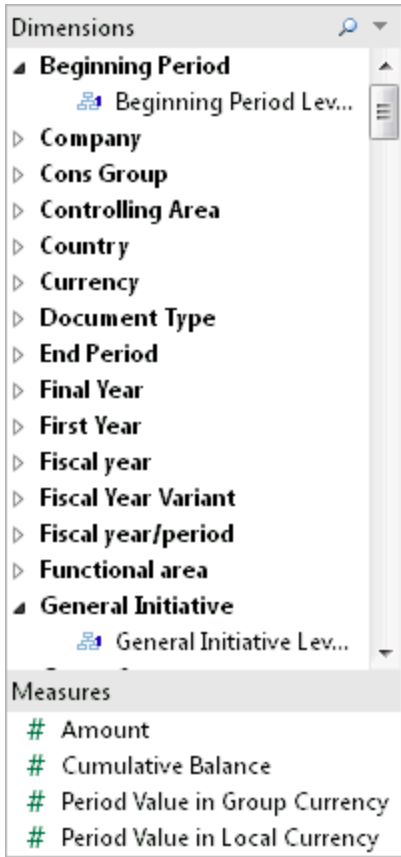 Dimensions
Beginning Period
Beginning Period Lev...
Company
Cons Group
Controlling Area
Country
Currency
Document Type
End Period
Final Year
First Year
Fiscal year
Fiscal Year Variant
Fiscal year/period
Functional area
General Initiative
General Initiative Lev...
Measures
# Amount
# Cumulative Balance
# Period Value in Group Currency
# Period Value in Local Currency